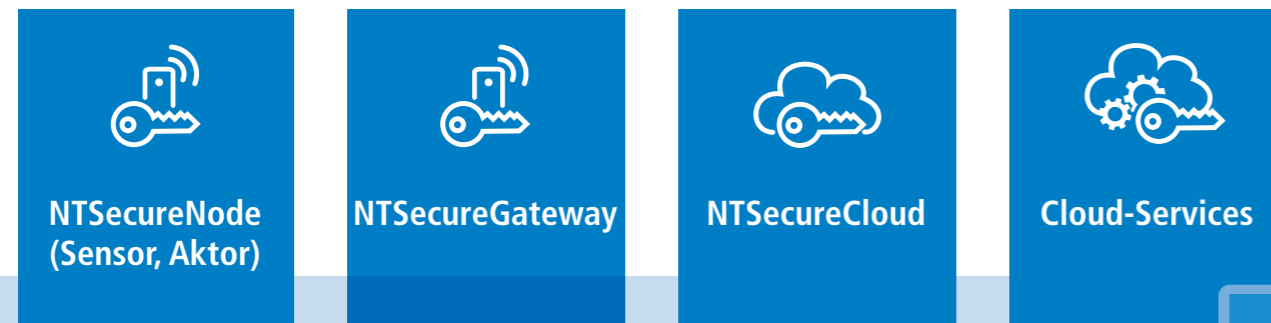 NTSecureNode
(Sensor, Aktor)
NTSecureGateway
NTSecureCloud
Cloud-Services